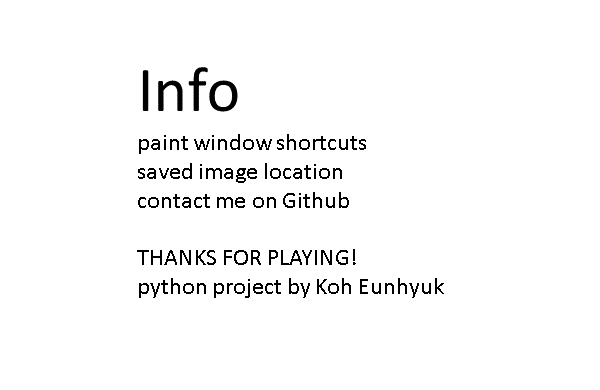 Info
paint window shortcuts
saved image location
contact me on Github
THANKS FOR PLAYING!
python project by Koh Eunhyuk